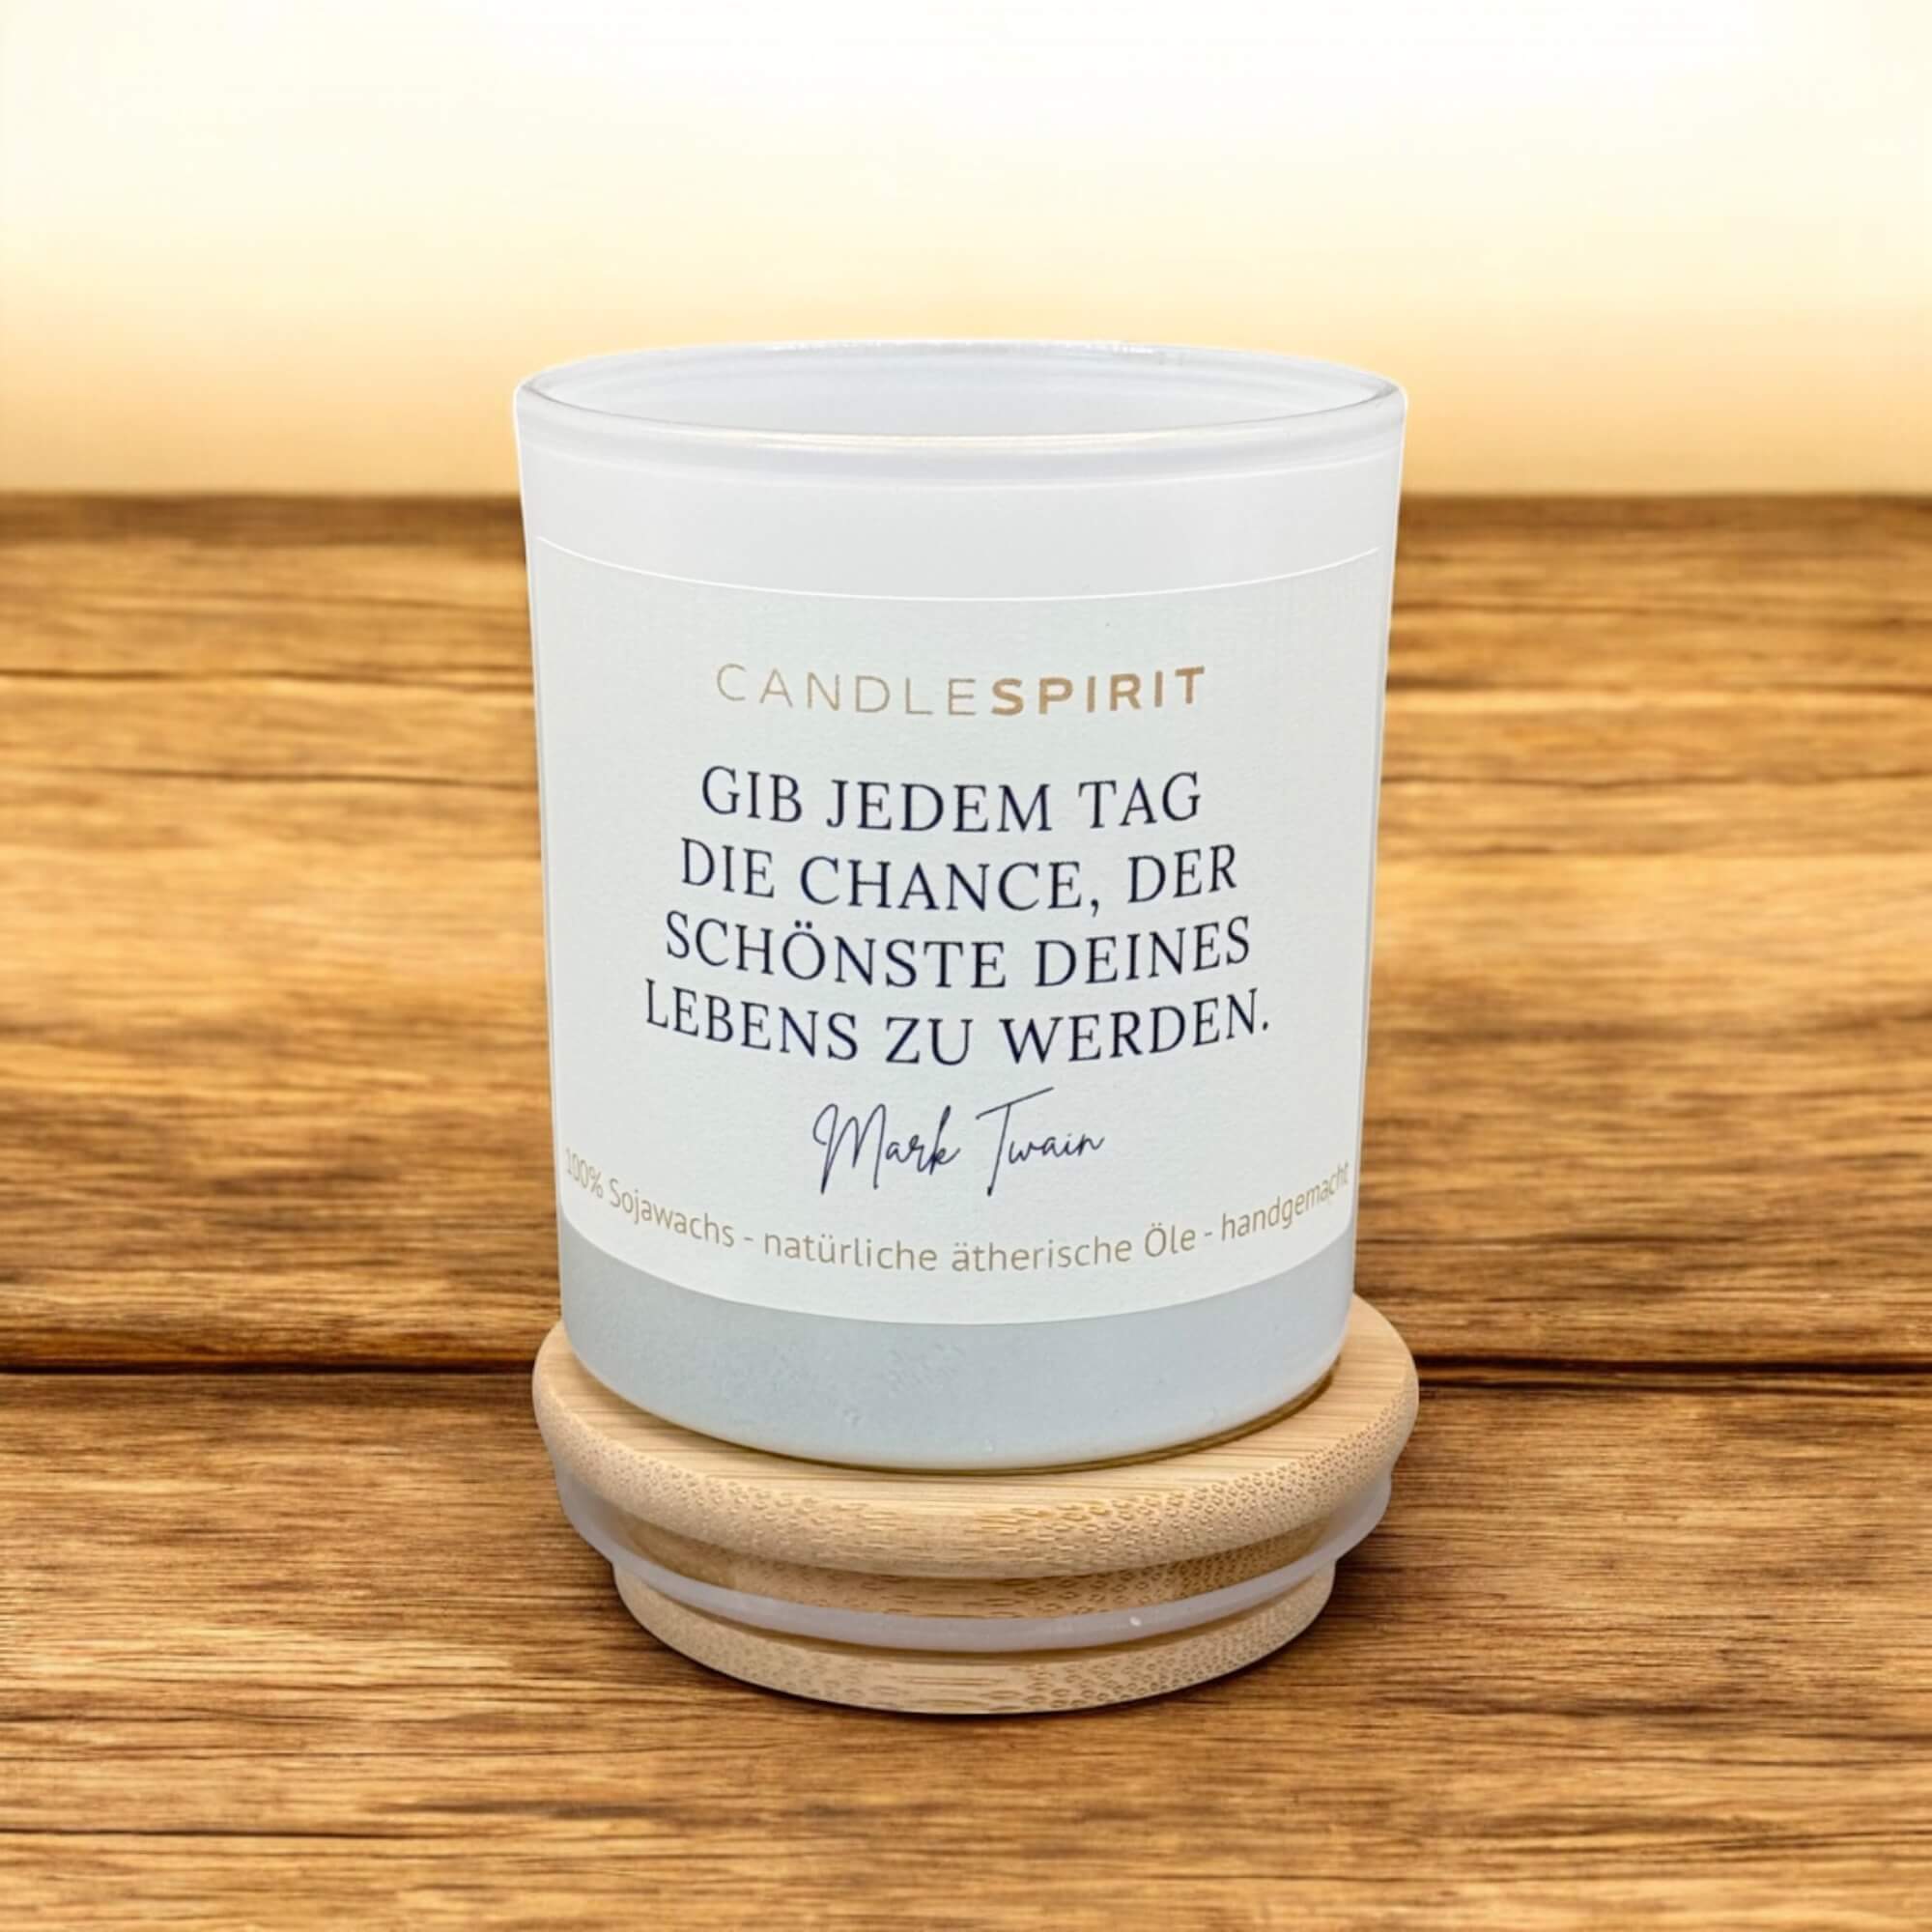 CANDLESPIRIT
GIB JEDEM TAG
DIE CHANCE, DER
SCHÖNSTE DEINES
LEBENS ZU WERDEN.
Mark Twain
100% Sojawachs - natürliche ätherische Öle - handgemacht